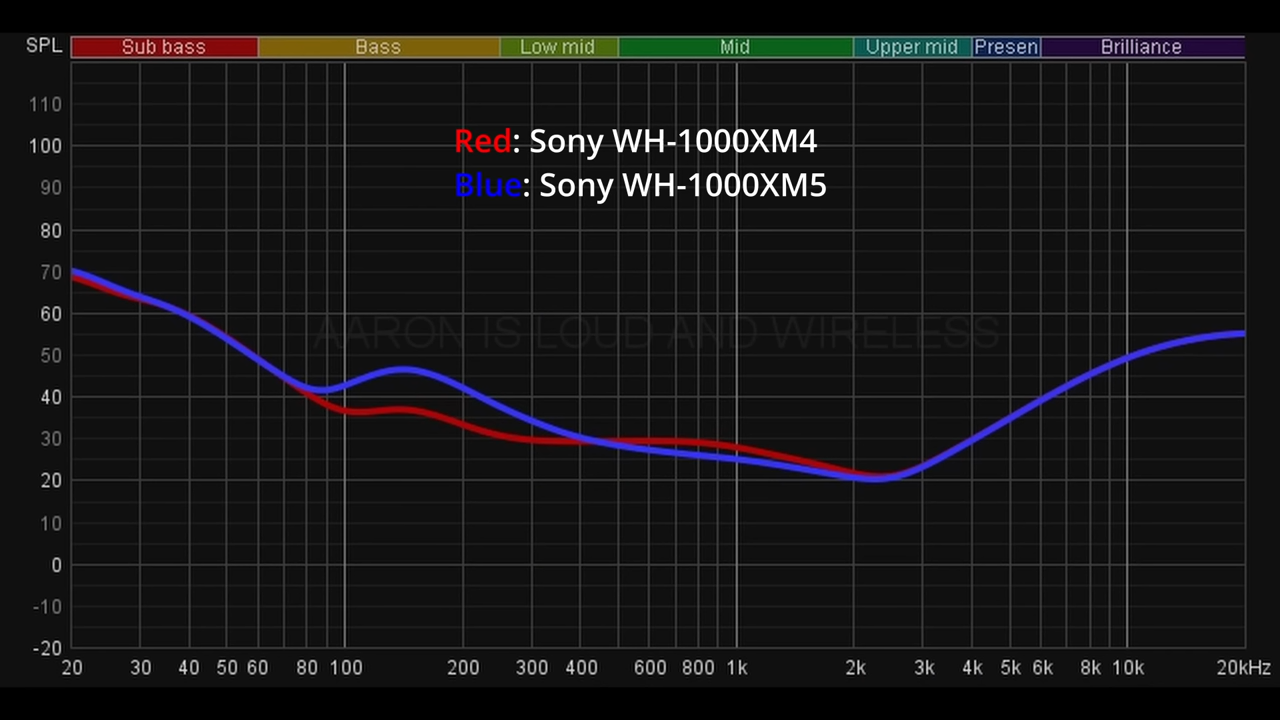 SPL Sub bass Bass Low mid Mid Upper mid Presen Brilliance
110
100
90
80
70
60
50
40
30
20
10
0
-10
-20
Red: Sony WH-1000XM4
Blue: Sony WH-1000XM5
AARON IS LOUD AND WIRELESS
20 30 40 50 60 80 100 200 300 400 600 800 1k 2k 3k 4k 5k 6k 8k 10k 20kHz